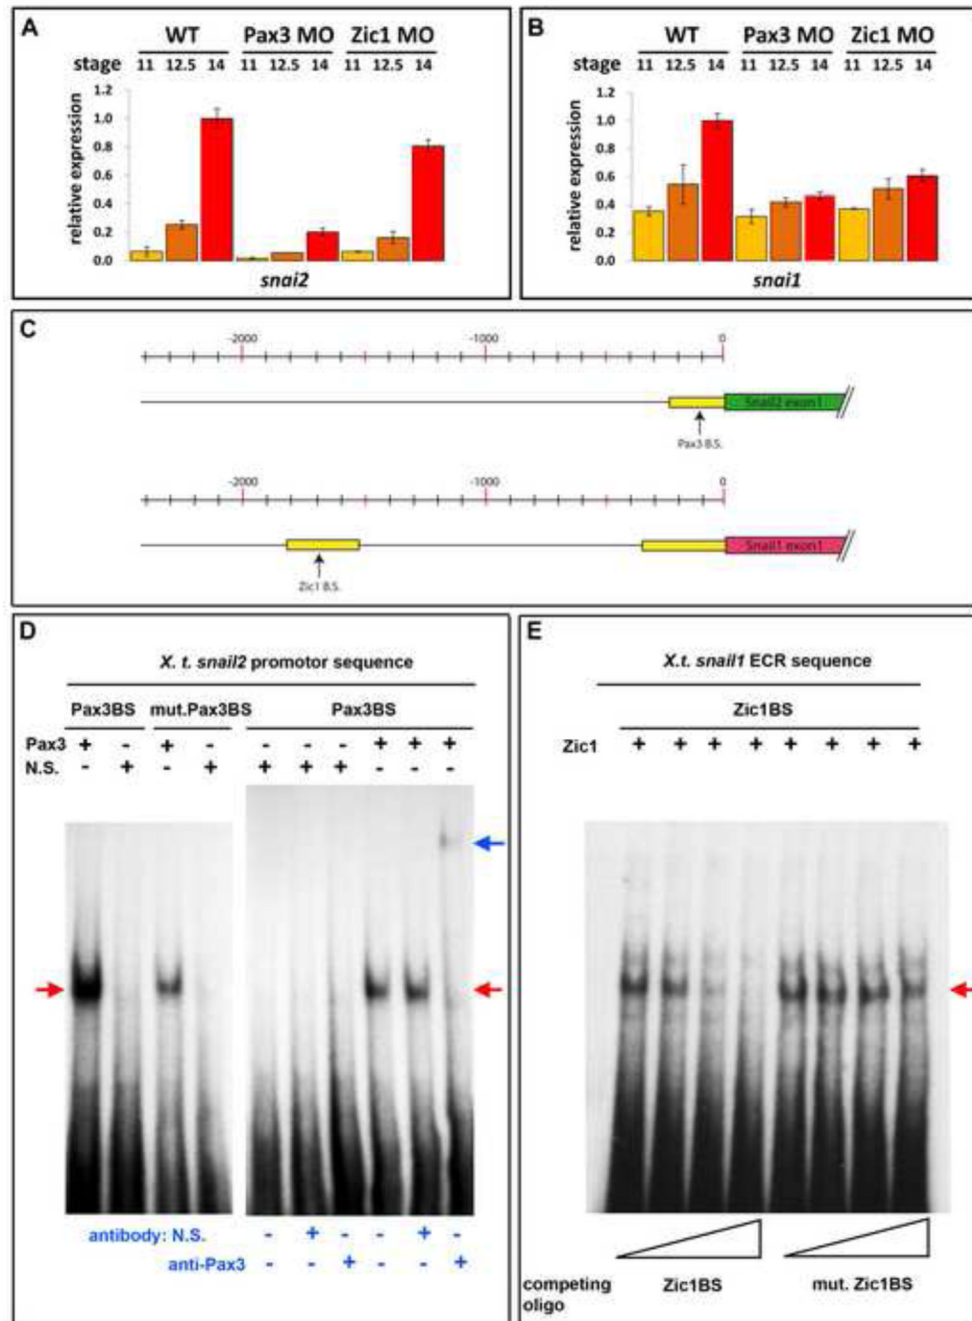 A
WT Pax3 MO Zic1 MO
stage 11 12.5 14 11 12.5 14 11 12.5 14
relative expression
1.2
1.0
0.8
0.6
0.4
0.2
0.0
snai2
B
WT Pax3 MO Zic1 MO
stage 11 12.5 14 11 12.5 14 11 12.5 14
relative expression
1.2
1.0
0.8
0.6
0.4
0.2
0.0
snai1
C
-2000 -1000 0
Snail2 exon1
Pax3 B.S.
-2000 -1000 0
Snail1 exon1
Zic1 B.S.
D
X. t. snail2 promotor sequence
Pax3BS mut.Pax3BS Pax3BS
Pax3 + - + - - - - + + +
N.S. - + - + + + + - - -
antibody: N.S. - + - - + -
anti-Pax3 - - + - - +
E
X.t. snail1 ECR sequence
Zic1BS
Zic1 + + + + + + + +
competing oligo
Zic1BS mut. Zic1BS